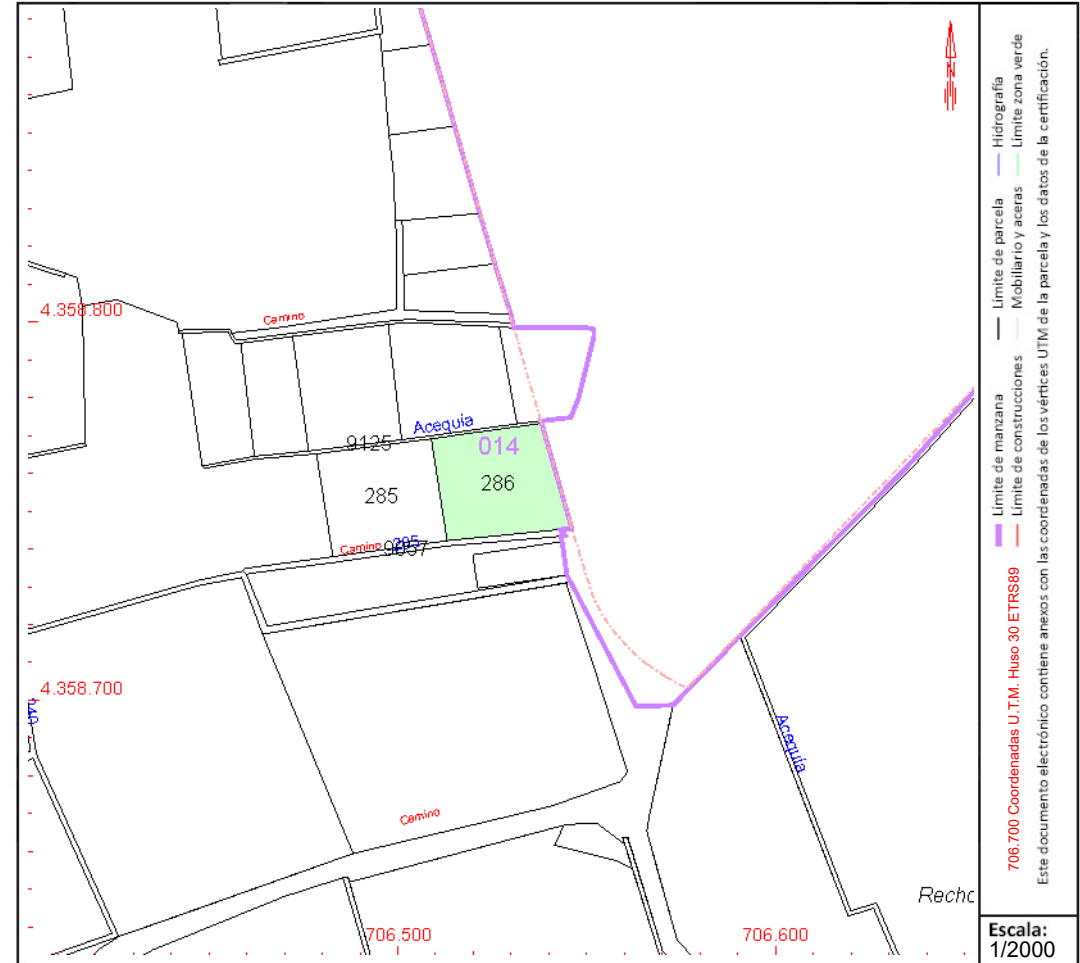 N
4.358.800
Camino
Acequia
9125
014
285
286
Camino
295
9057
4.358.700
Acequia
Camino
706.500
706.600
Límite de manzana
Límite de parcela
Hidrografía
Límite de construcciones
Mobiliario y aceras
Límite zona verde
706.700 Coordenadas U.T.M. Huso 30 ETRS89
Este documento electrónico contiene anexos con las coordenadas de los vértices UTM de la parcela y los datos de la certificación.
Escala:
1/2000